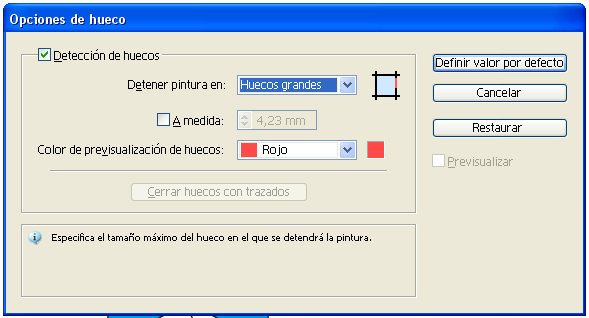 Opciones de hueco
Detección de huecos
Detener pintura en: Huecos grandes
A medida: 4,23 mm
Color de previsualización de huecos: Rojo
Cerrar huecos con trazados
Definir valor por defecto
Cancelar
Restaurar
Previsualizar
Especifica el tamaño máximo del hueco en el que se detendrá la pintura.